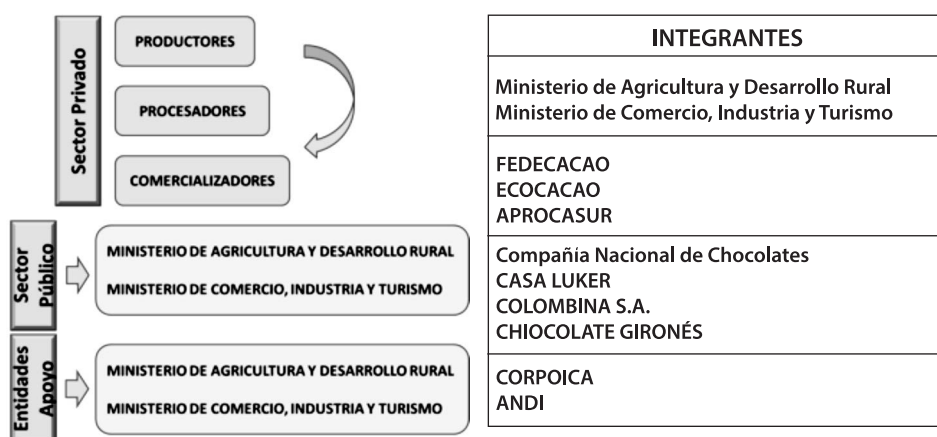 Sector Privado
PRODUCTORES
PROCESADORES
COMERCIALIZADORES
Sector
Público
MINISTERIO DE AGRICULTURA Y DESARROLLO RURAL
MINISTERIO DE COMERCIO, INDUSTRIA Y TURISMO
Entidades
Apoyo
MINISTERIO DE AGRICULTURA Y DESARROLLO RURAL
MINISTERIO DE COMERCIO, INDUSTRIA Y TURISMO
INTEGRANTES
Ministerio de Agricultura y Desarrollo Rural
Ministerio de Comercio, Industria y Turismo
FEDECACAO
ECOCACAO
APROCASUR
Compañía Nacional de Chocolates
CASA LUKER
COLOMBINA S.A.
CHIOCOLATE GIRONÉS
CORPOICA
ANDI